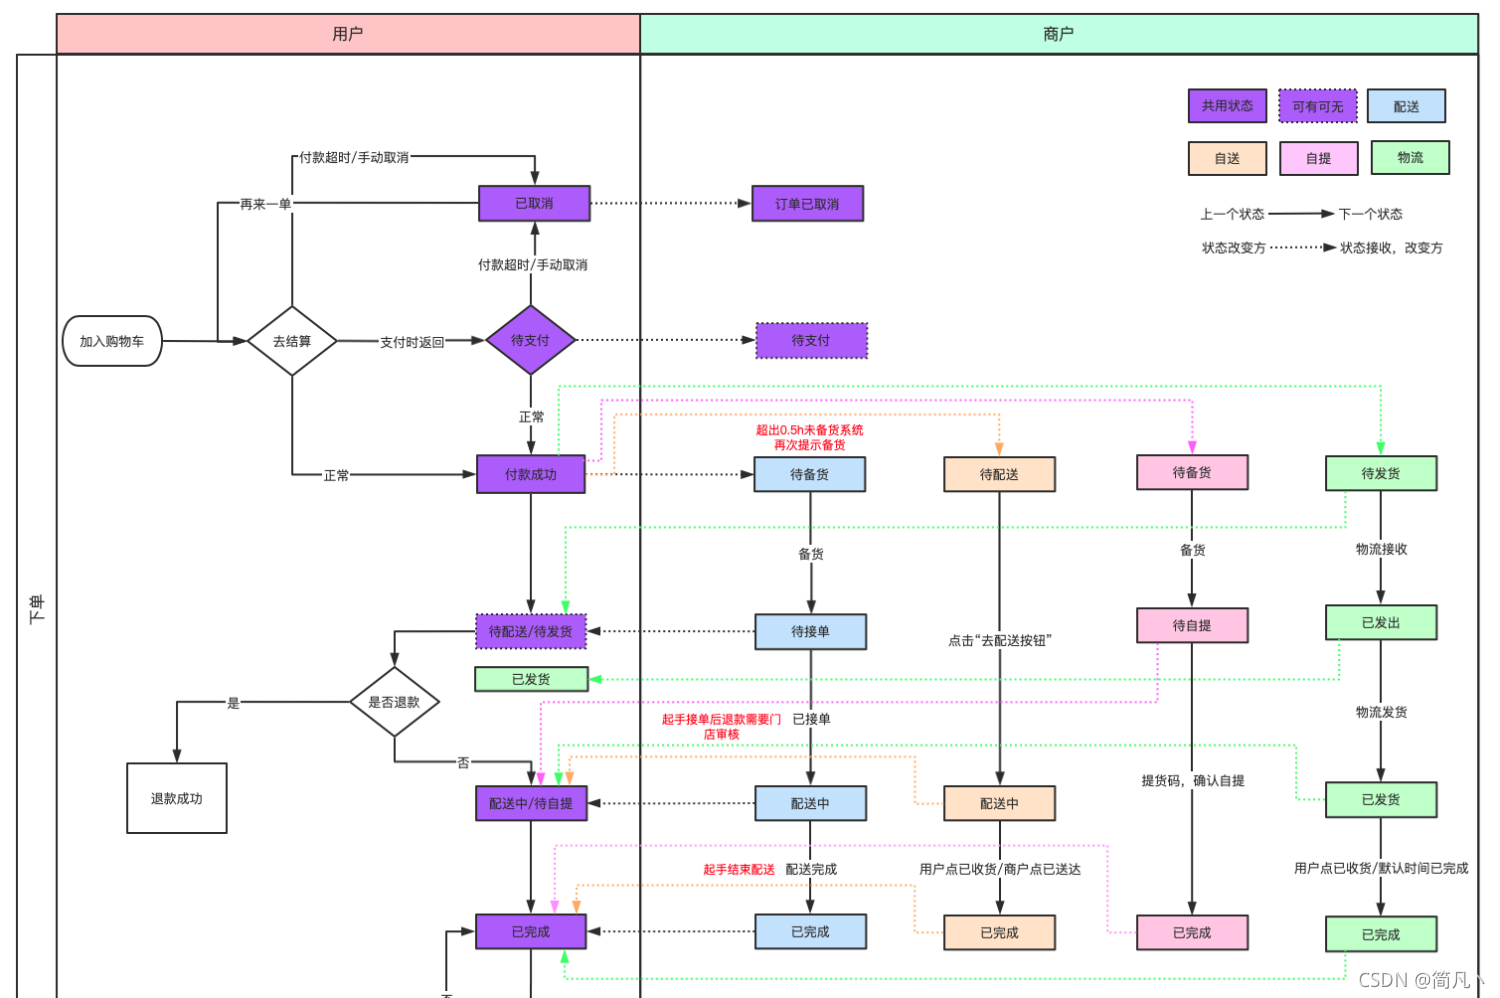 用户
商户
共用状态
可有可无
配送
自送
自提
物流
上一个状态
下一个状态
状态改变方
状态接收，改变方
付款超时/手动取消
再来一单
已取消
订单已取消
付款超时/手动取消
加入购物车
去结算
支付时返回
待支付
待支付
正常
超出0.5h未备货系统
再次提示备货
正常
付款成功
待备货
待配送
待备货
待发货
备货
备货
物流接收
下单
待配送/待发货
待接单
点击“去配送按钮”
待自提
已发出
已发货
是
是否退款
起手接单后退款需要门
店审核
已接单
物流发货
否
提货码，确认自提
退款成功
配送中/待自提
配送中
配送中
已发货
起手结束配送
配送完成
用户点已收货/商户点已送达
用户点已收货/默认时间已完成
已完成
已完成
已完成
已完成
已完成
CSDN @简凡丶